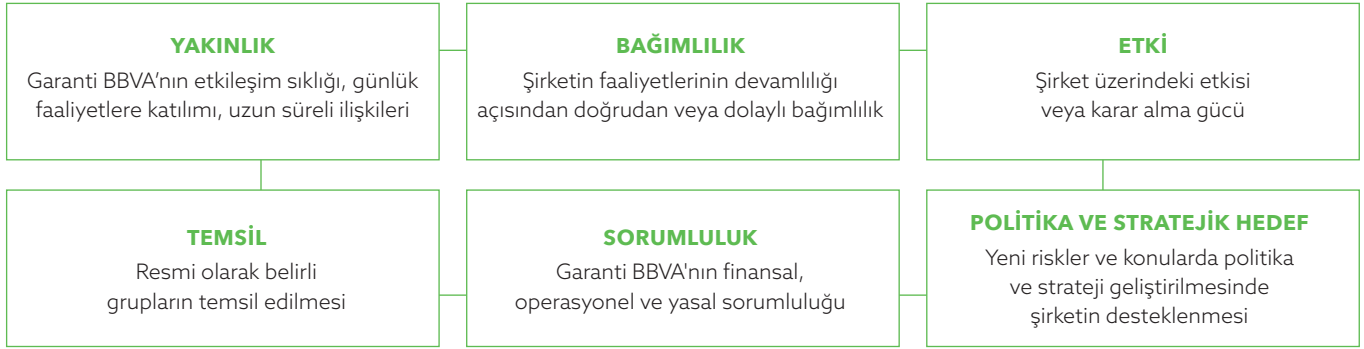 YAKINLIK
Garanti BBVA’nın etkileşim sıklığı, günlük
faaliyetlere katılımı, uzun süreli ilişkileri
BAĞIMLILIK
Şirketin faaliyetlerinin devamlılığı
açısından doğrudan veya dolaylı bağımlılık
ETKİ
Şirket üzerindeki etkisi
veya karar alma gücü
TEMSİL
Resmi olarak belirli
grupların temsil edilmesi
SORUMLULUK
Garanti BBVA'nın finansal,
operasyonel ve yasal sorumluluğu
POLİTİKA VE STRATEJİK HEDEF
Yeni riskler ve konularda politika
ve strateji geliştirilmesinde
şirketin desteklenmesi